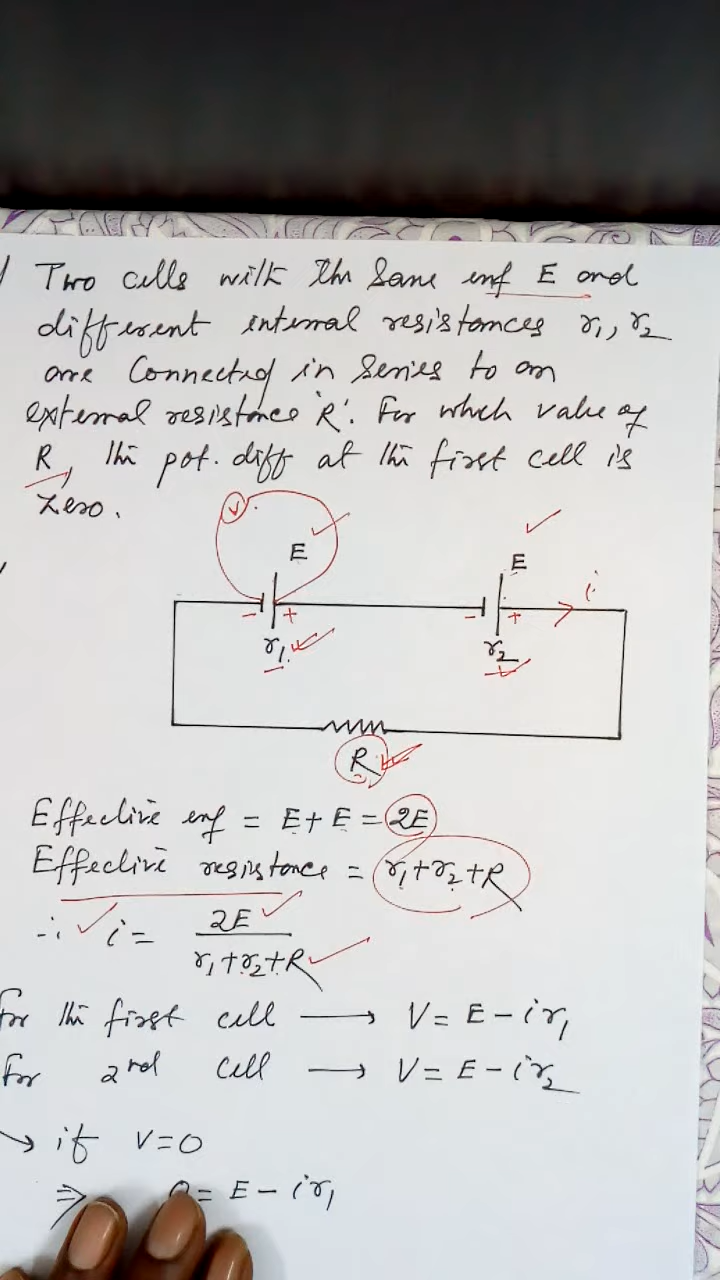 Two cells with the same emf E and
different internal resistances r₁, r₂
are connected in series to an
external resistance 'R'. For which value of
R, the pot. diff at the first cell is
zero.
V
E
E
i
- +
- +
r₁
r₂
R
Effective emf = E + E = 2E
Effective resistance = r₁+r₂+R
∴ i = 2E / r₁+r₂+R
For the first cell → V = E - ir₁
For 2nd cell → V = E - ir₂
→ if V=0
⇒ 0 = E - ir₁